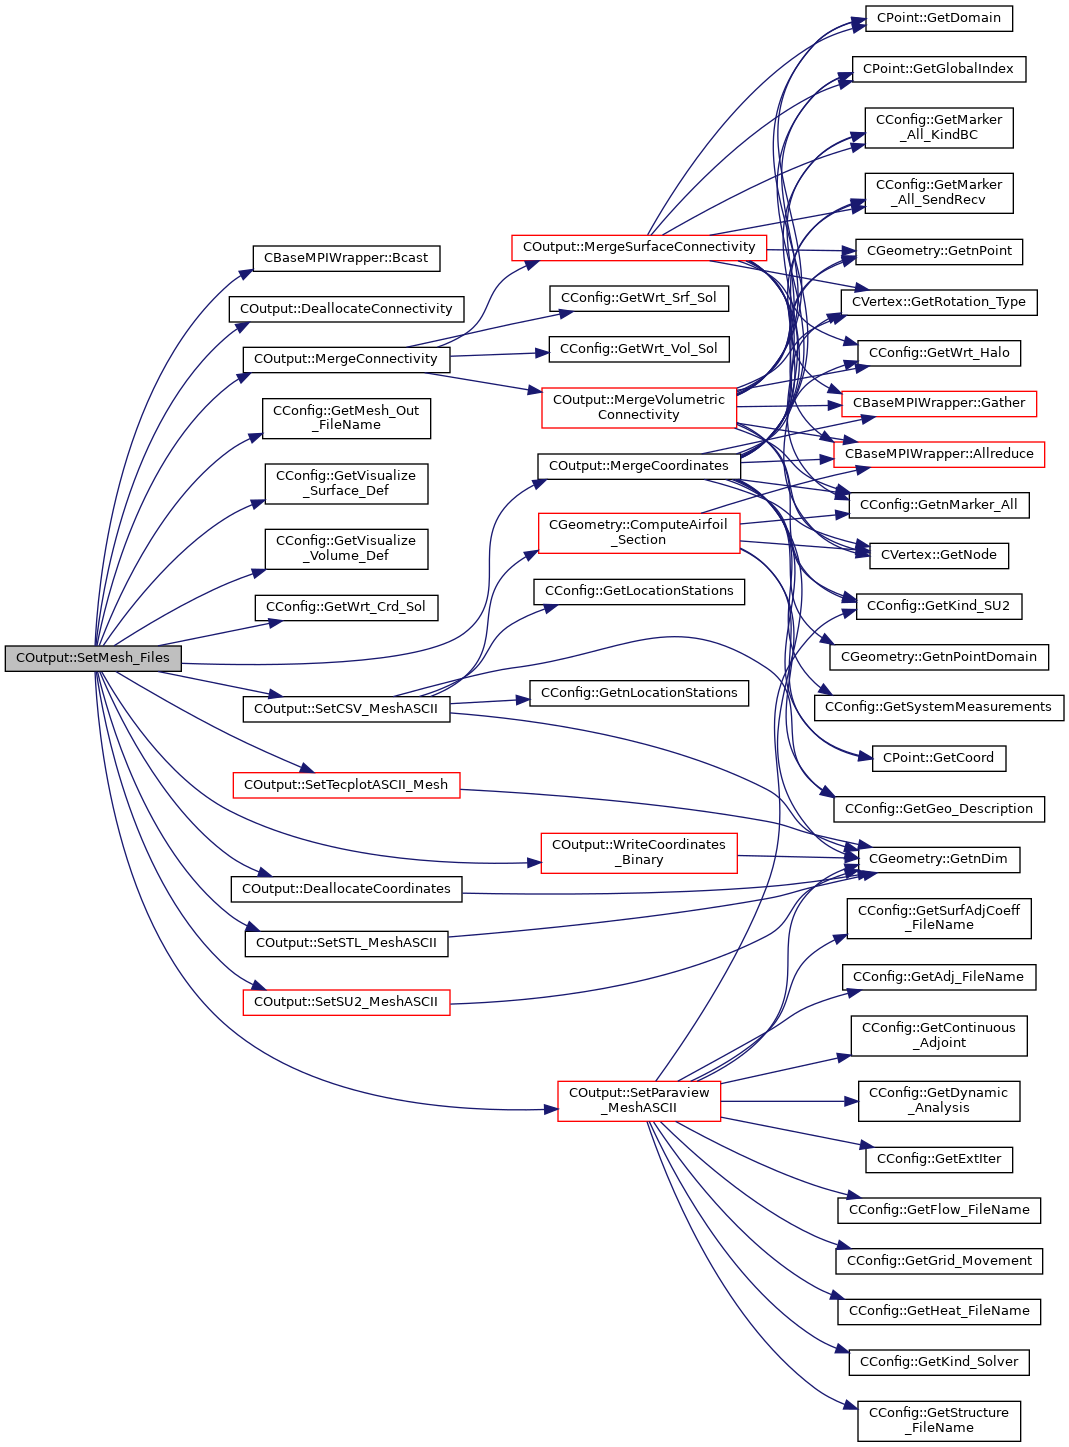 COutput::SetMesh_Files
CBaseMPIWrapper::Bcast
COutput::DeallocateConnectivity
COutput::MergeConnectivity
CConfig::GetMesh_Out
_FileName
CConfig::GetVisualize
_Surface_Def
CConfig::GetVisualize
_Volume_Def
CConfig::GetWrt_Crd_Sol
COutput::SetCSV_MeshASCII
COutput::SetTecplotASCII_Mesh
COutput::DeallocateCoordinates
COutput::SetSTL_MeshASCII
COutput::SetSU2_MeshASCII
COutput::MergeSurfaceConnectivity
CConfig::GetWrt_Srf_Sol
CConfig::GetWrt_Vol_Sol
COutput::MergeVolumetric
Connectivity
COutput::MergeCoordinates
CGeometry::ComputeAirfoil
_Section
CConfig::GetLocationStations
CConfig::GetnLocationStations
COutput::WriteCoordinates
_Binary
COutput::SetParaview
_MeshASCII
CPoint::GetDomain
CPoint::GetGlobalIndex
CConfig::GetMarker
_All_KindBC
CConfig::GetMarker
_All_SendRecv
CGeometry::GetnPoint
CVertex::GetRotation_Type
CConfig::GetWrt_Halo
CBaseMPIWrapper::Gather
CBaseMPIWrapper::Allreduce
CConfig::GetnMarker_All
CVertex::GetNode
CConfig::GetKind_SU2
CGeometry::GetnPointDomain
CConfig::GetSystemMeasurements
CPoint::GetCoord
CConfig::GetGeo_Description
CGeometry::GetnDim
CConfig::GetSurfAdjCoeff
_FileName
CConfig::GetAdj_FileName
CConfig::GetContinuous
_Adjoint
CConfig::GetDynamic
_Analysis
CConfig::GetExtIter
CConfig::GetFlow_FileName
CConfig::GetGrid_Movement
CConfig::GetHeat_FileName
CConfig::GetKind_Solver
CConfig::GetStructure
_FileName